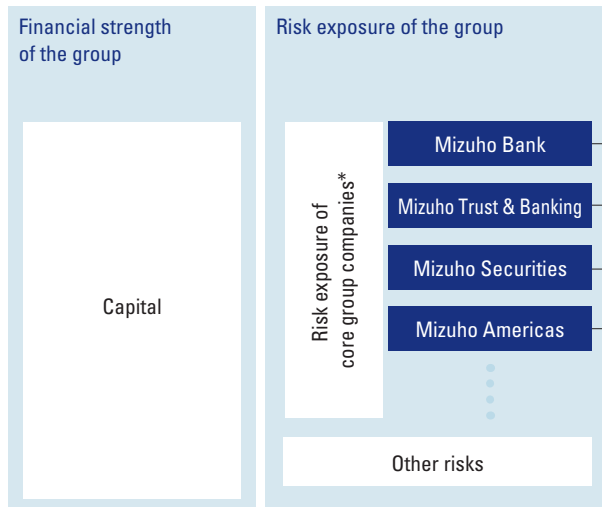 Financial strength
of the group
Risk exposure of the group
Capital
Risk exposure of
core group companies*
Mizuho Bank
Mizuho Trust & Banking
Mizuho Securities
Mizuho Americas
Other risks